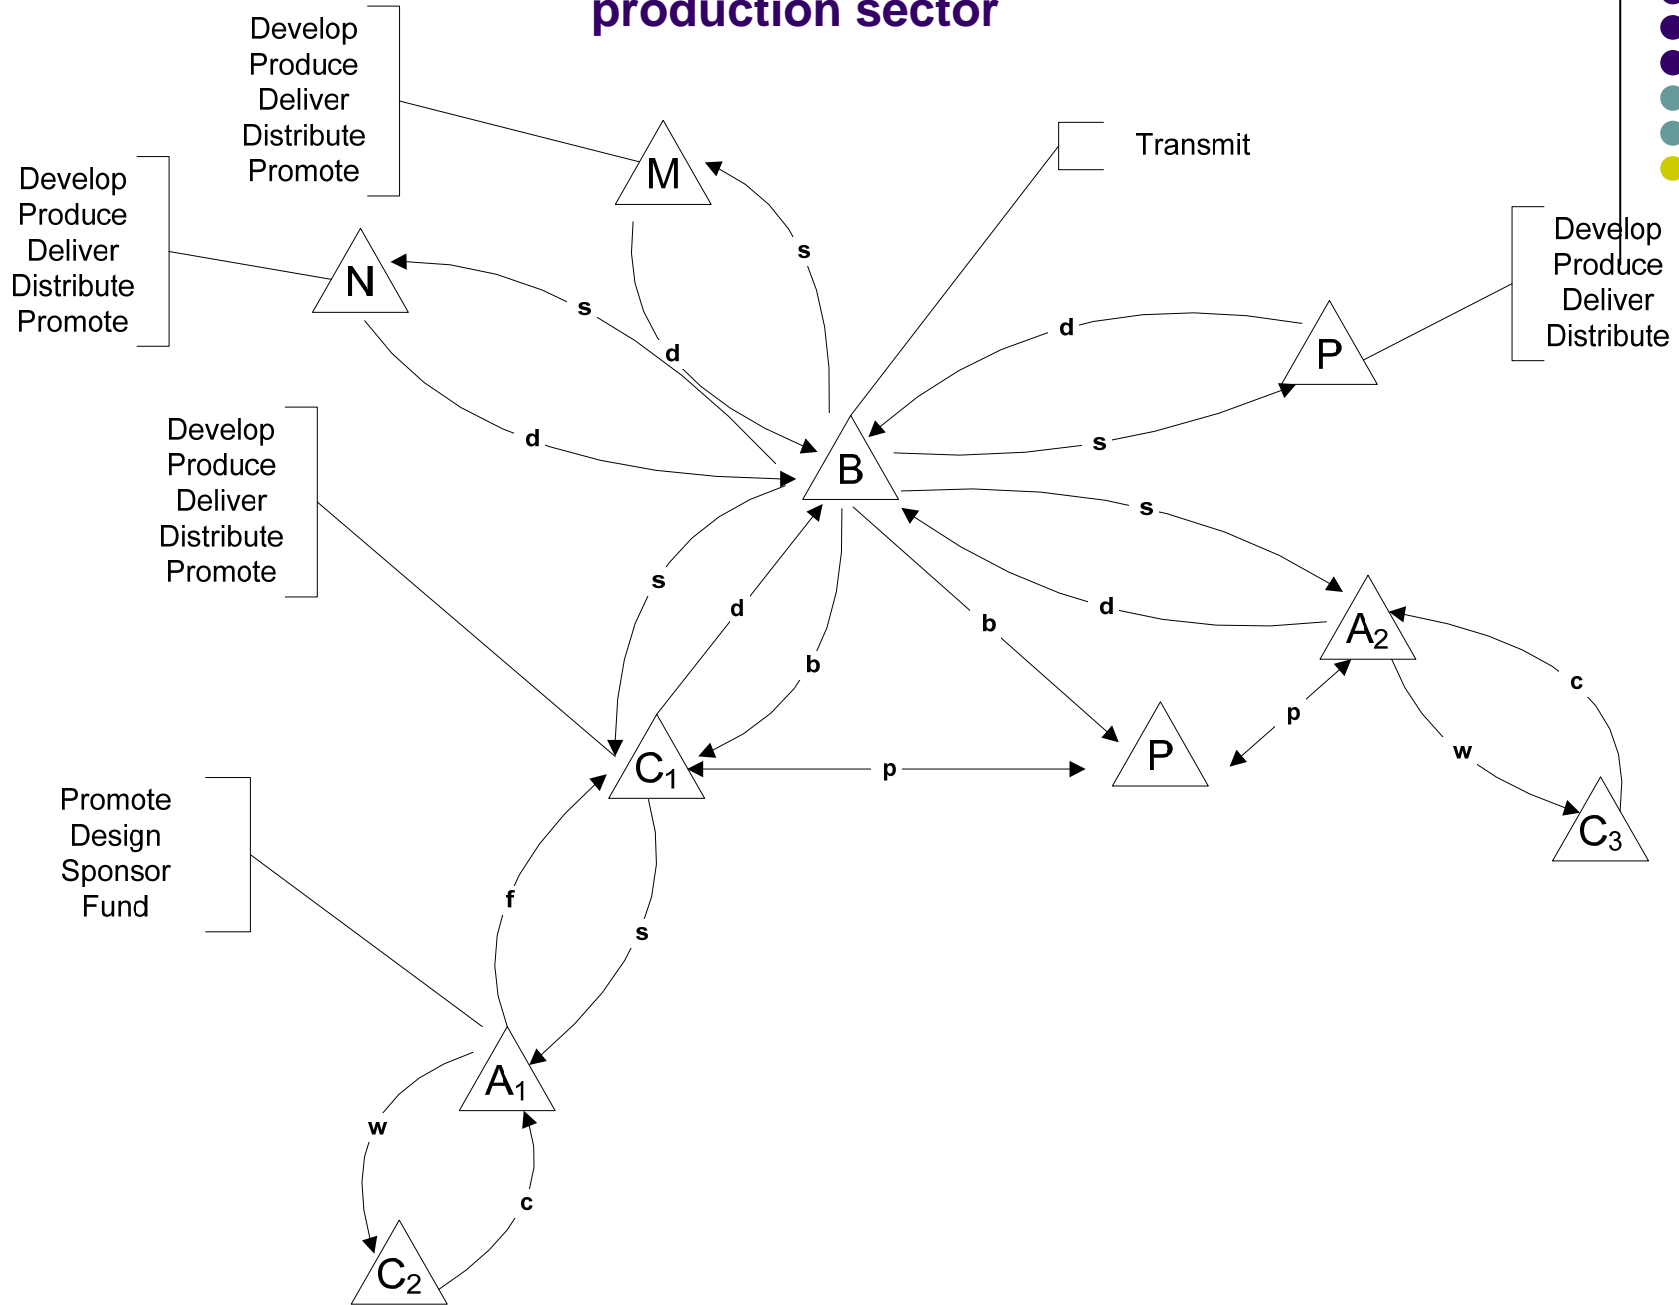 production sector
Develop
Produce
Deliver
Distribute
Promote
M
Transmit
Develop
Produce
Deliver
Distribute
Promote
N
s
Develop
Produce
Deliver
Distribute
s
d
P
d
d
s
B
Develop
Produce
Deliver
Distribute
Promote
s
s
d
b
b
d
A2
c
p
w
C1
p
P
C3
Promote
Design
Sponsor
Fund
f
s
A1
w
c
C2